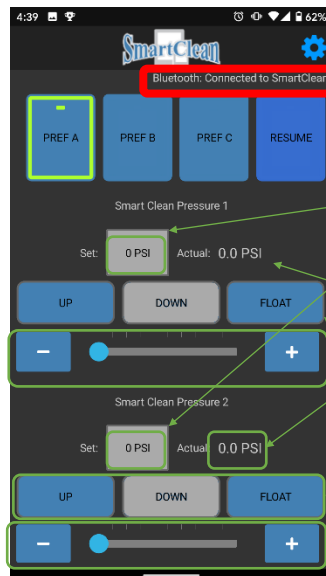 4:39 62%
SmartClean
Bluetooth: Connected to SmartClean
PREF A PREF B PREF C RESUME
Smart Clean Pressure 1
Set: 0 PSI Actual: 0.0 PSI
UP DOWN FLOAT
- +
Smart Clean Pressure 2
Set: 0 PSI Actual: 0.0 PSI
UP DOWN FLOAT
- +